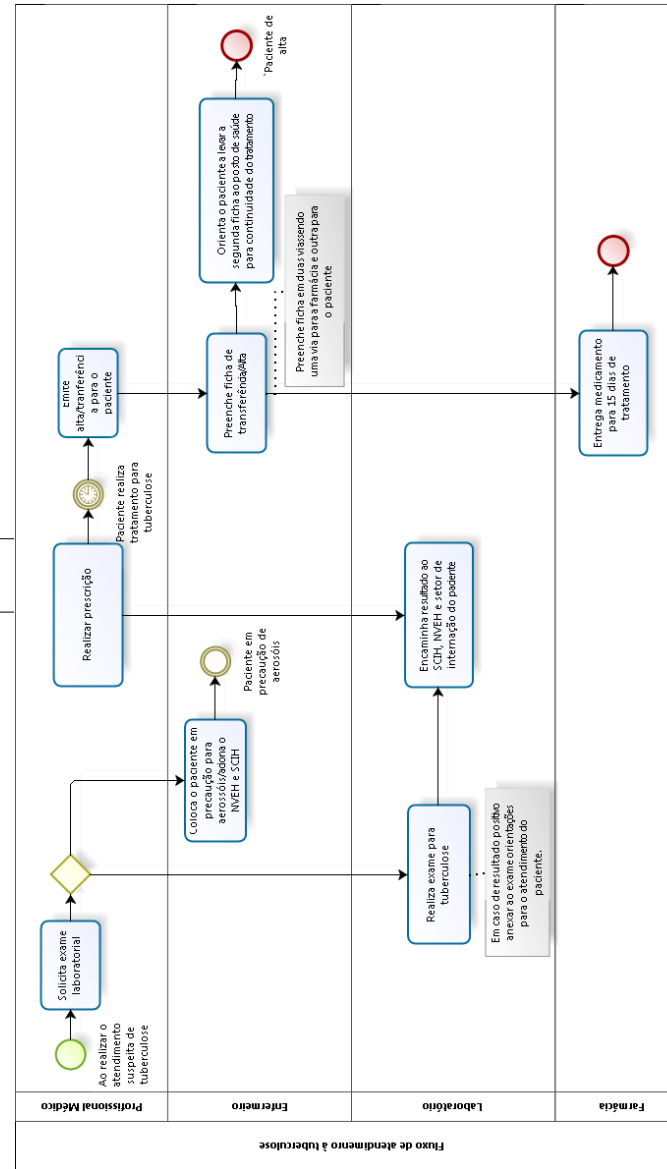 Fluxo de atendimenro à tuberculose
Profissional Médico
Ao realizar o
atendimento
suspeita de
tuberculose
Solicita exame
laboratorial
Realizar prescrição
Paciente realiza
tratamento para
tuberculose
Emite
alta/tranferênci
a para o
paciente
Enfermeiro
Coloca o paciente em
precaução para
aerossóis/adona o
NVEH e SCIH
Paciente em
precaução de
aerosóis
Preenche ficha de
transferência/Alta
Preenche ficha em duas vias sendo
uma via para a farmácia e outra para
o paciente
Orienta o paciente a levar a
segunda ficha ao posto de saúde
para continuidade do tratamento
`Paciente de
alta
Laboratório
Realiza exame para
tuberculose
Em caso de resultado positivo
anexar ao exame orientações
para o atendimento do
paciente.
Encaminha resultado ao
SCIH, NVEH e setor de
internação do paciente
Farmácia
Entrega medicamento
para 15 dias de
tratamento